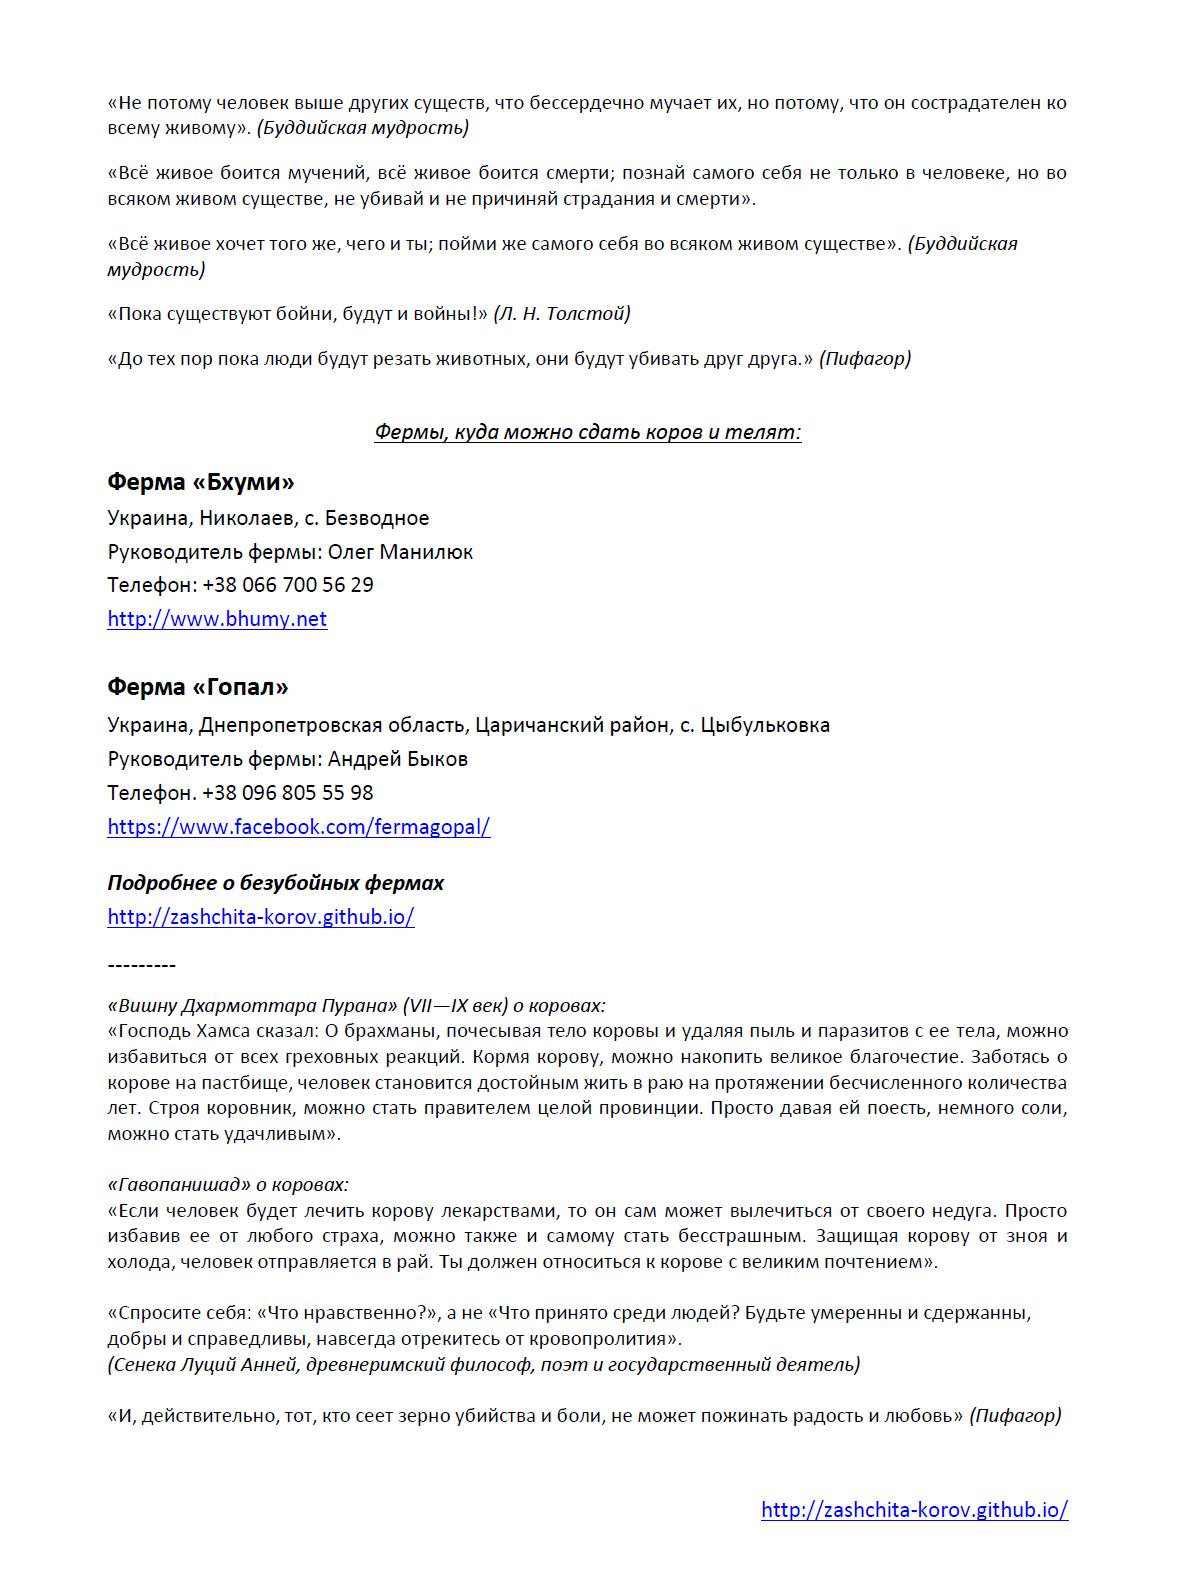 «Не потому человек выше других существ, что бессердечно мучает их, но потому, что он сострадателен ко
всему живому». (Буддийская мудрость)
«Всё живое боится мучений, всё живое боится смерти; познай самого себя не только в человеке, но во
всяком живом существе, не убивай и не причиняй страдания и смерти».
«Всё живое хочет того же, чего и ты; пойми же самого себя во всяком живом существе». (Буддийская
мудрость)
«Пока существуют бойни, будут и войны!» (Л. Н. Толстой)
«До тех пор пока люди будут резать животных, они будут убивать друг друга.» (Пифагор)
Фермы, куда можно сдать коров и телят:
Ферма «Бхуми»
Украина, Николаев, с. Безводное
Руководитель фермы: Олег Манилюк
Телефон: +38 066 700 56 29
http://www.bhumy.net
Ферма «Гопал»
Украина, Днепропетровская область, Царичанский район, с. Цыбульковка
Руководитель фермы: Андрей Быков
Телефон. +38 096 805 55 98
https://www.facebook.com/fermagopal/
Подробнее о безубойных фермах
http://zashchita-korov.github.io/
---------
«Вишну Дхармоттара Пурана» (VII—IX век) о коровах:
«Господь Хамса сказал: О брахманы, почесывая тело коровы и удаляя пыль и паразитов с ее тела, можно
избавиться от всех греховных реакций. Кормя корову, можно накопить великое благочестие. Заботясь о
корове на пастбище, человек становится достойным жить в раю на протяжении бесчисленного количества
лет. Строя коровник, можно стать правителем целой провинции. Просто давая ей поесть, немного соли,
можно стать удачливым».
«Гавопанишад» о коровах:
«Если человек будет лечить корову лекарствами, то он сам может вылечиться от своего недуга. Просто
избавив ее от любого страха, можно также и самому стать бесстрашным. Защищая корову от зноя и
холода, человек отправляется в рай. Ты должен относиться к корове с великим почтением».
«Спросите себя: «Что нравственно?», а не «Что принято среди людей? Будьте умеренны и сдержанны,
добры и справедливы, навсегда отрекитесь от кровопролития».
(Сенека Луций Анней, древнеримский философ, поэт и государственный деятель)
«И, действительно, тот, кто сеет зерно убийства и боли, не может пожинать радость и любовь» (Пифагор)
http://zashchita-korov.github.io/